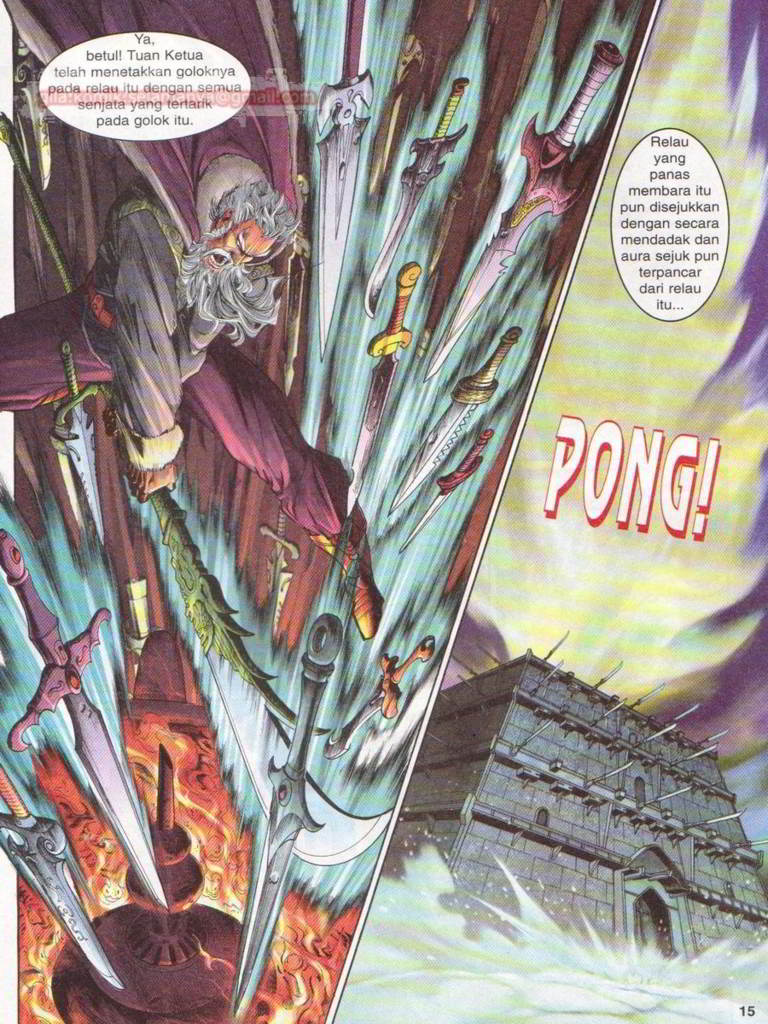 Ya,
betul! Tuan Ketua
telah menetakkan goloknya
pada relau itu dengan semua
senjata yang tertarik
pada golok itu.
Relau
yang
panas
membara itu
pun disejukkan
dengan secara
mendadak dan
aura sejuk pun
terpancar
dari relau
itu...
PONG!
15